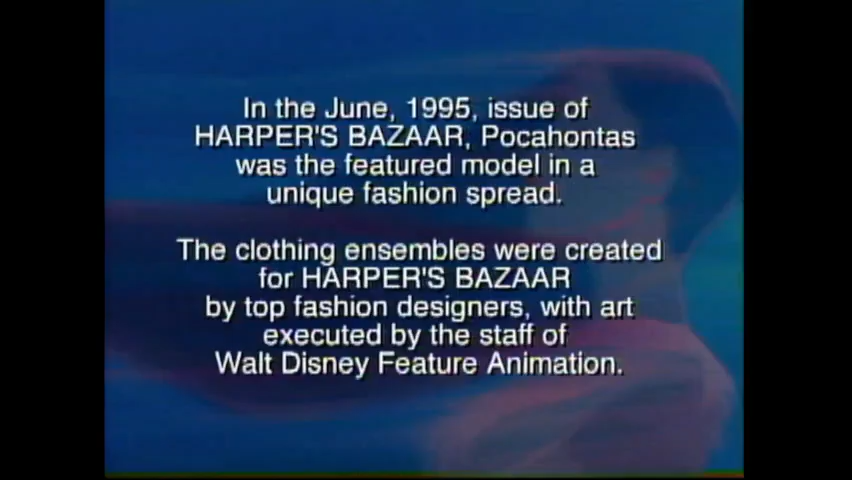 In the June, 1995, issue of
HARPER'S BAZAAR, Pocahontas
was the featured model in a
unique fashion spread.
The clothing ensembles were created
for HARPER'S BAZAAR
by top fashion designers, with art
executed by the staff of
Walt Disney Feature Animation.